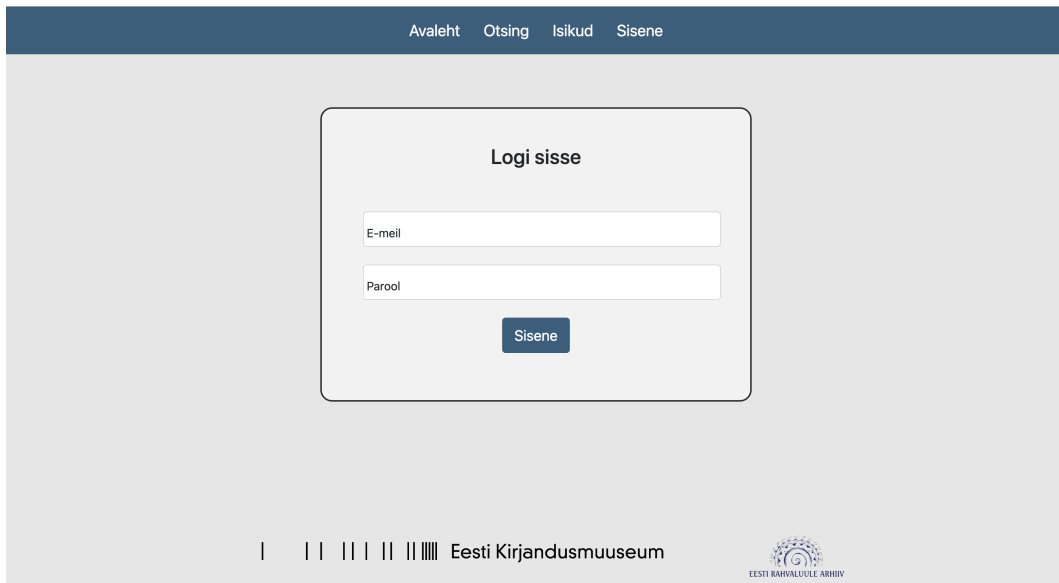 Avaleht Otsing Isikud Sisene
Logi sisse
E-meil
Parool
Sisene
Eesti Kirjandusmuuseum
EESTI RAHVALUULE ARHIIV